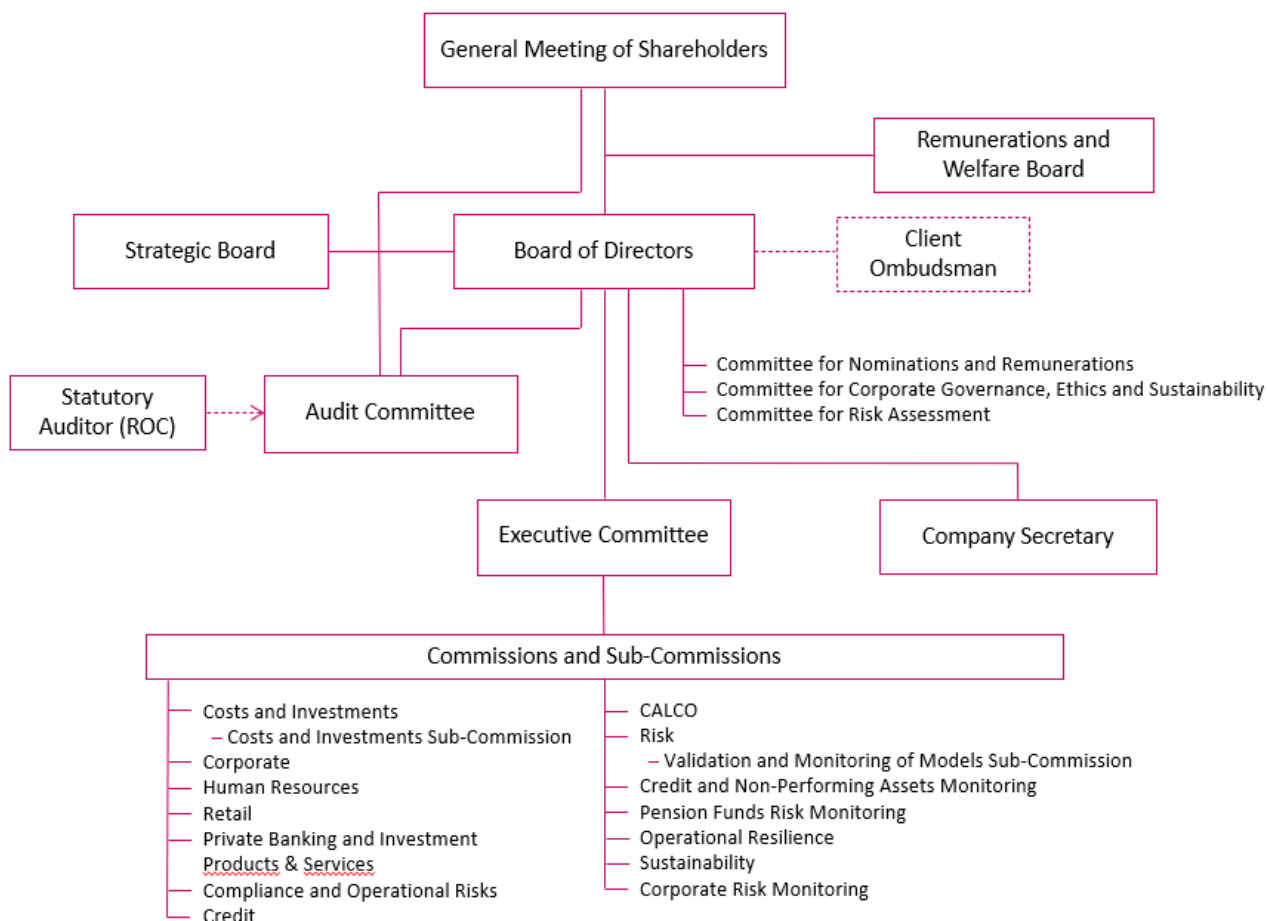 General Meeting of Shareholders
Remunerations and
Welfare Board
Strategic Board
Board of Directors
Client
Ombudsman
Committee for Nominations and Remunerations
Committee for Corporate Governance, Ethics and Sustainability
Committee for Risk Assessment
Statutory
Auditor (ROC)
Audit Committee
Executive Committee
Company Secretary
Commissions and Sub-Commissions
Costs and Investments
– Costs and Investments Sub-Commission
Corporate
Human Resources
Retail
Private Banking and Investment
Products & Services
Compliance and Operational Risks
Credit
CALCO
Risk
– Validation and Monitoring of Models Sub-Commission
Credit and Non-Performing Assets Monitoring
Pension Funds Risk Monitoring
Operational Resilience
Sustainability
Corporate Risk Monitoring